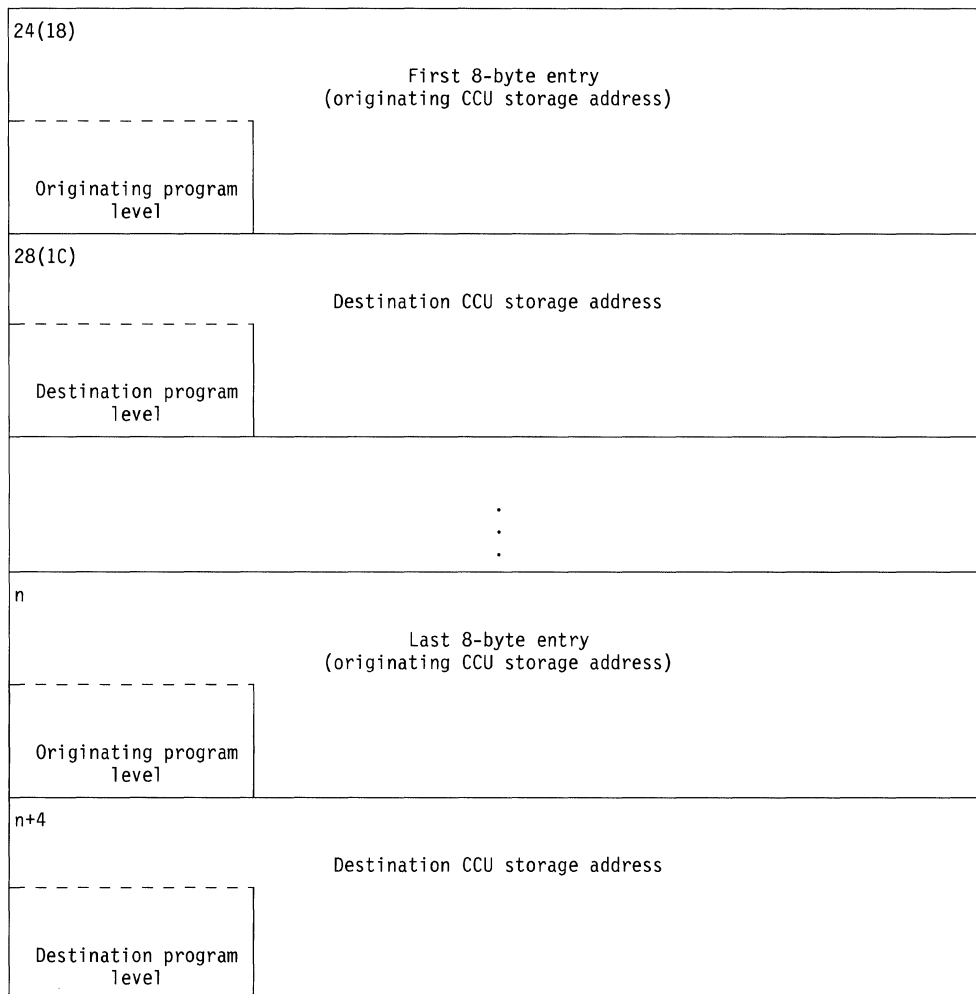 24(18)
First 8-byte entry
(originating CCU storage address)
Originating program
level
28(1C)
Destination CCU storage address
Destination program
level
.
.
.
n
Last 8-byte entry
(originating CCU storage address)
Originating program
level
n+4
Destination CCU storage address
Destination program
level